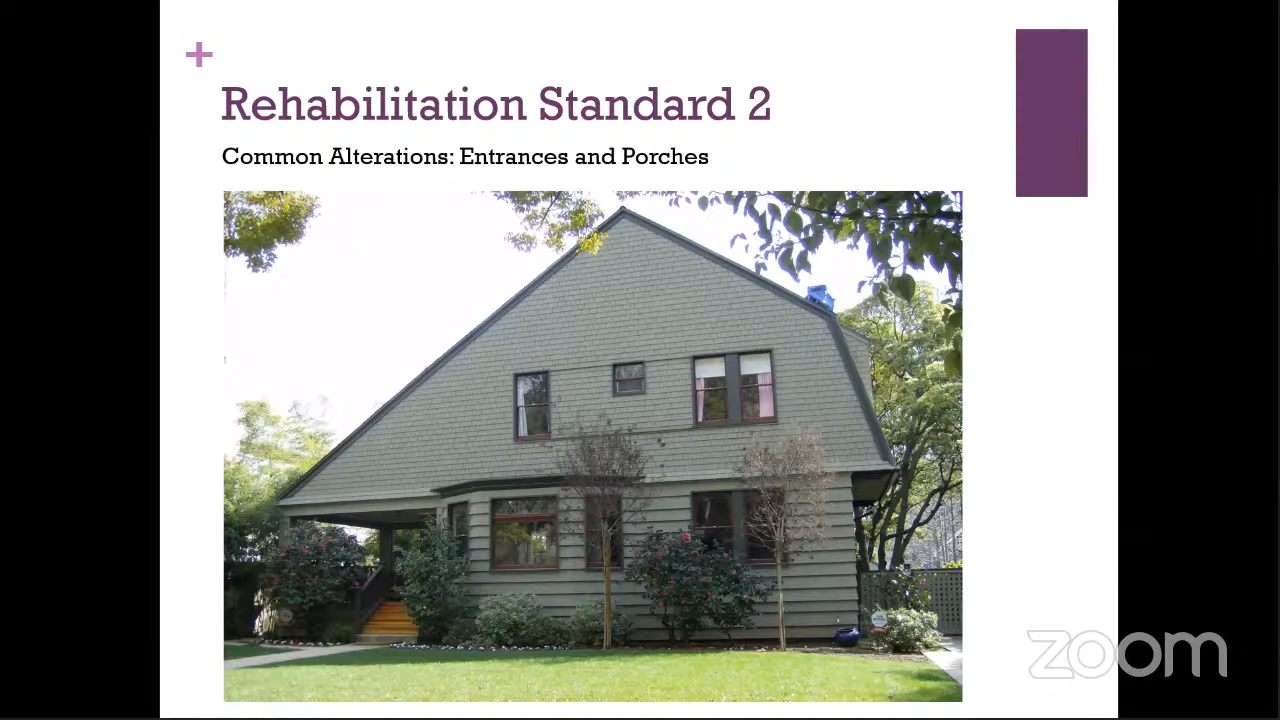 +
Rehabilitation Standard 2
Common Alterations: Entrances and Porches
zoom